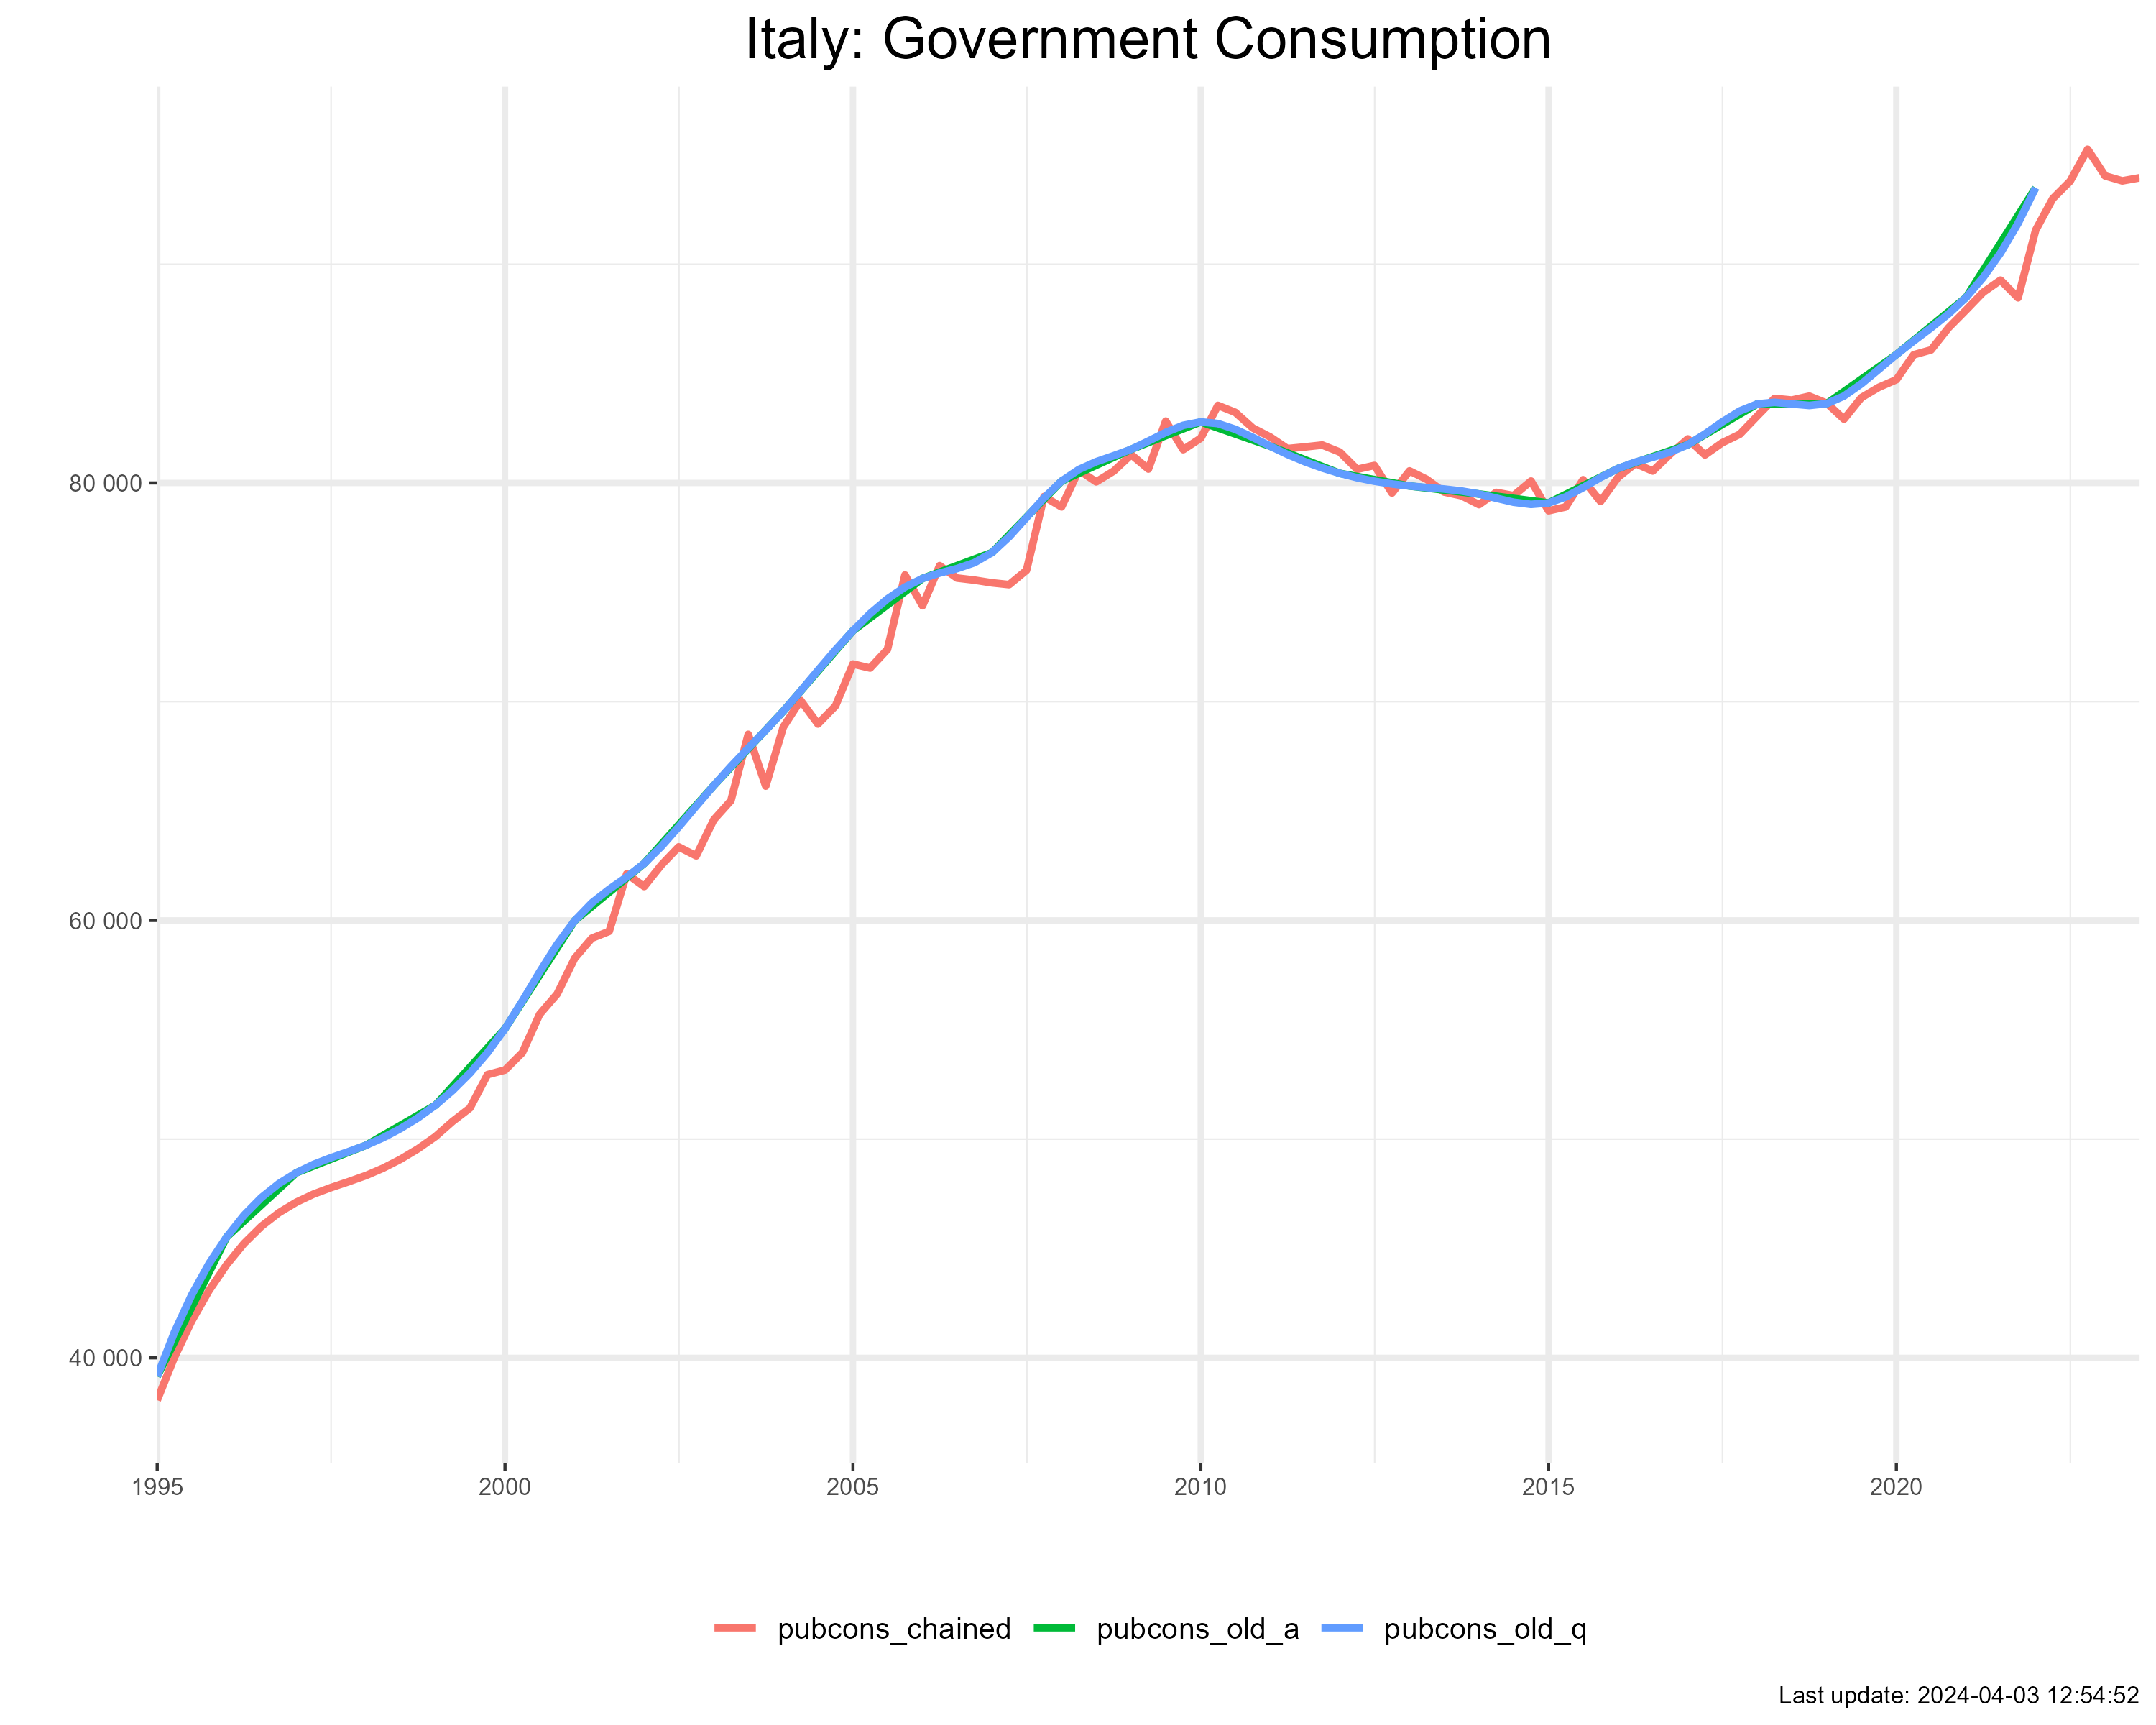 Italy: Government Consumption
80 000
60 000
40 000
1995 2000 2005 2010 2015 2020
pubcons_chained pubcons_old_a pubcons_old_q
Last update: 2024-04-03 12:54:52